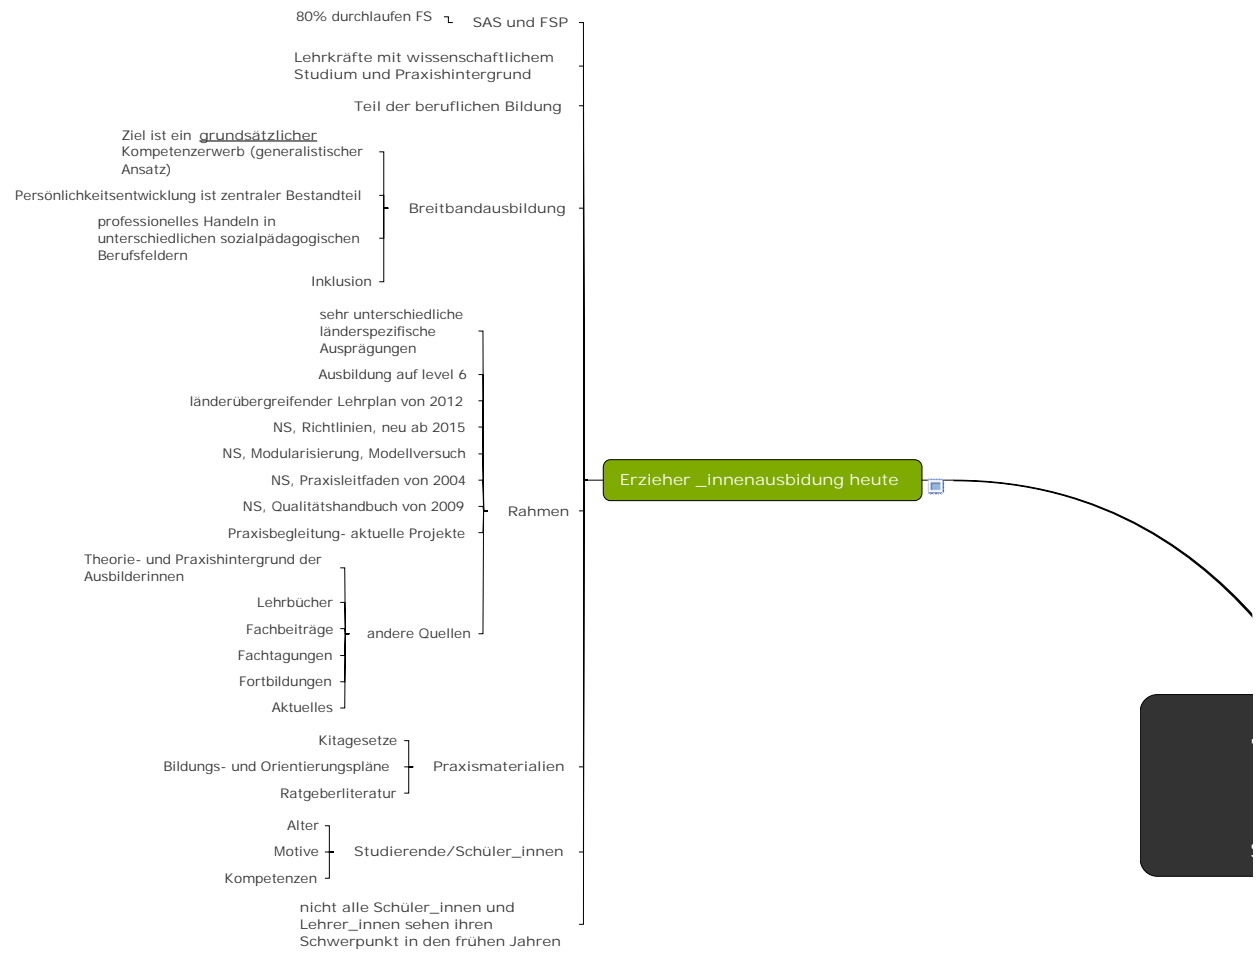 80% durchlaufen FS
SAS und FSP
Lehrkräfte mit wissenschaftlichem
Studium und Praxishintergrund
Teil der beruflichen Bildung
Ziel ist ein grundsätzlicher
Kompetenzerwerb (generalistischer
Ansatz)
Persönlichkeitsentwicklung ist zentraler Bestandteil
professionelles Handeln in
unterschiedlichen sozialpädagogischen
Berufsfeldern
Inklusion
Breitbandausbildung
sehr unterschiedliche
länderspezifische
Ausprägungen
Ausbildung auf level 6
länderübergreifender Lehrplan von 2012
NS, Richtlinien, neu ab 2015
NS, Modularisierung, Modellversuch
NS, Praxisleitfaden von 2004
NS, Qualitätshandbuch von 2009
Praxisbegleitung- aktuelle Projekte
Rahmen
Theorie- und Praxishintergrund der
Ausbilderinnen
Lehrbücher
Fachbeiträge
Fachtagungen
Fortbildungen
Aktuelles
andere Quellen
Kitagesetze
Bildungs- und Orientierungspläne
Ratgeberliteratur
Praxismaterialien
Alter
Motive
Kompetenzen
Studierende/Schüler_innen
nicht alle Schüler_innen und
Lehrer_innen sehen ihren
Schwerpunkt in den frühen Jahren
Erzieher _innenausbidung heute